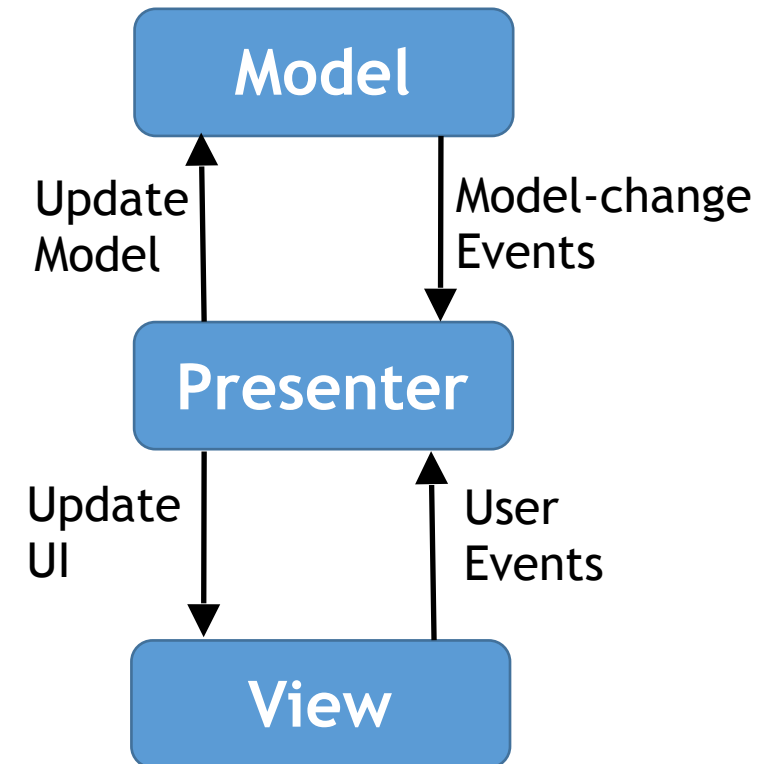 Model
Update
Model
Model-change
Events
Presenter
Update
UI
User
Events
View